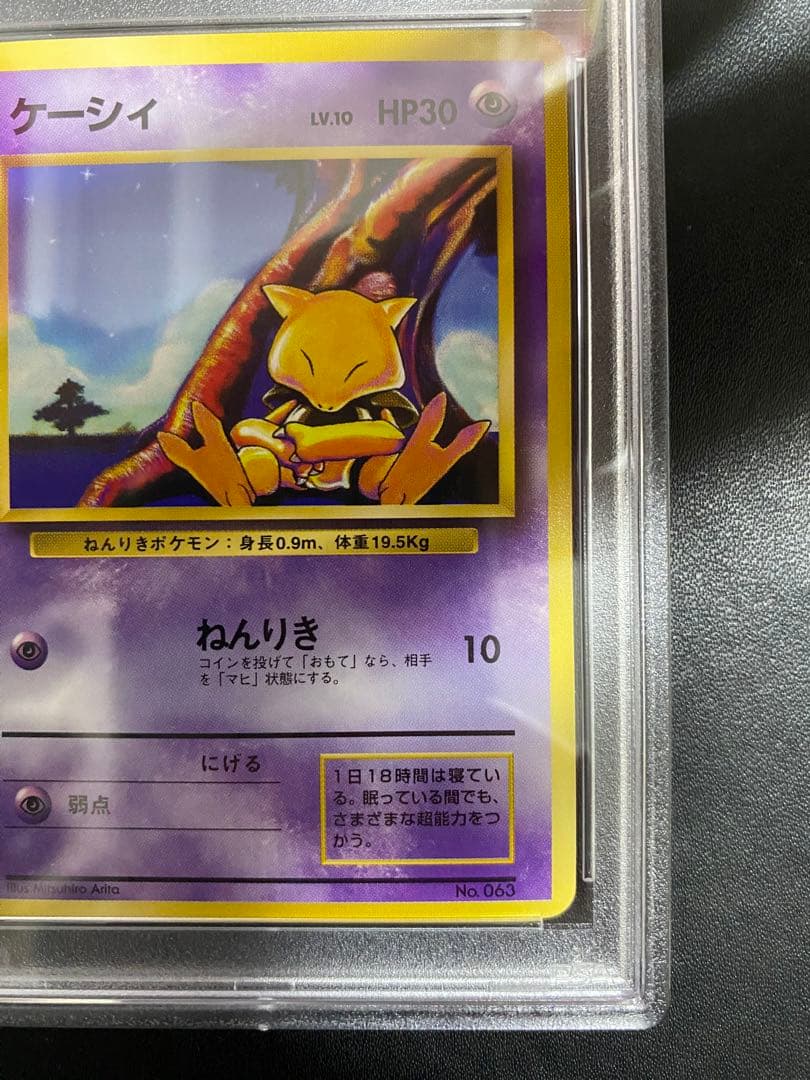 ケーシィ LV.10 HP30
ねんりきポケモン：身長0.9m、体重19.5Kg
ねんりき 10
コインを投げて「おもて」なら、相手
を「マヒ」状態にする。
にげる
弱点
1日18時間は寝てい
る。眠っている間でも、
さまざまな超能力をつ
かう。
Illus. Mitsuhiro Arita No. 063